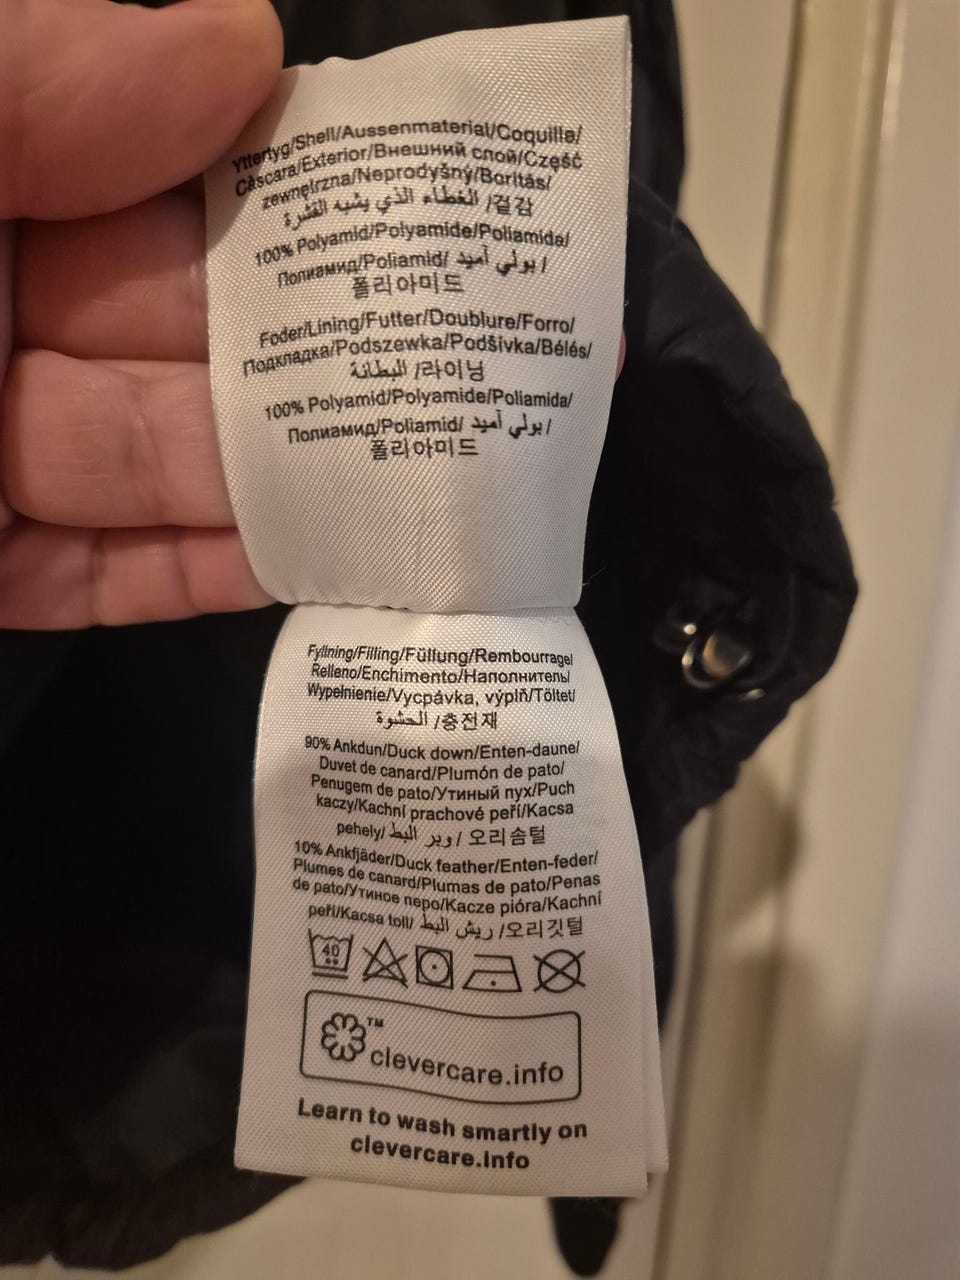 Yttertyg/Shell/Aussenmaterial/Coquille/
Càscara/Exterior/Внешний слой/Część
zewnęlrzna/Neprodyšný/Boritás/
الغطاء الذي يشبه القشرة /겉감
100% Polyamid/Polyamide/Poliamida/
Полиамид/Poliamid/ بولي أميد /
폴리아미드
Foder/Lining/Futter/Doublure/Forro/
Подкладка/Podszewka/Podšivka/Bélés/
البطانة /라이닝
100% Polyamid/Polyamide/Poliamida/
Полиамид/Poliamid/ بولي أميد /
폴리아미드
Fyllning/Filling/Füllung/Rembourrage/
Relleno/Enchimento/Наполнитель/
Wypełnienie/Vycpávka, výplň/Töltet/
الحشوة /충전재
90% Ankdun/Duck down/Enten-daune/
Duvet de canard/Plumón de pato/
Penugem de pato/Утиный пух/Puch
kaczy/Kachní prachové peří/Kacsa
pehely/ وبر البط /오리솜털
10% Ankfjäder/Duck feather/Enten-feder/
Plumes de canard/Plumas de pato/Penas
de pato/Утиное перо/Kacze pióra/Kachní
peří/Kacsa toll/ ريش البط /오리깃털
40
™
clevercare.info
Learn to wash smartly on
clevercare.info